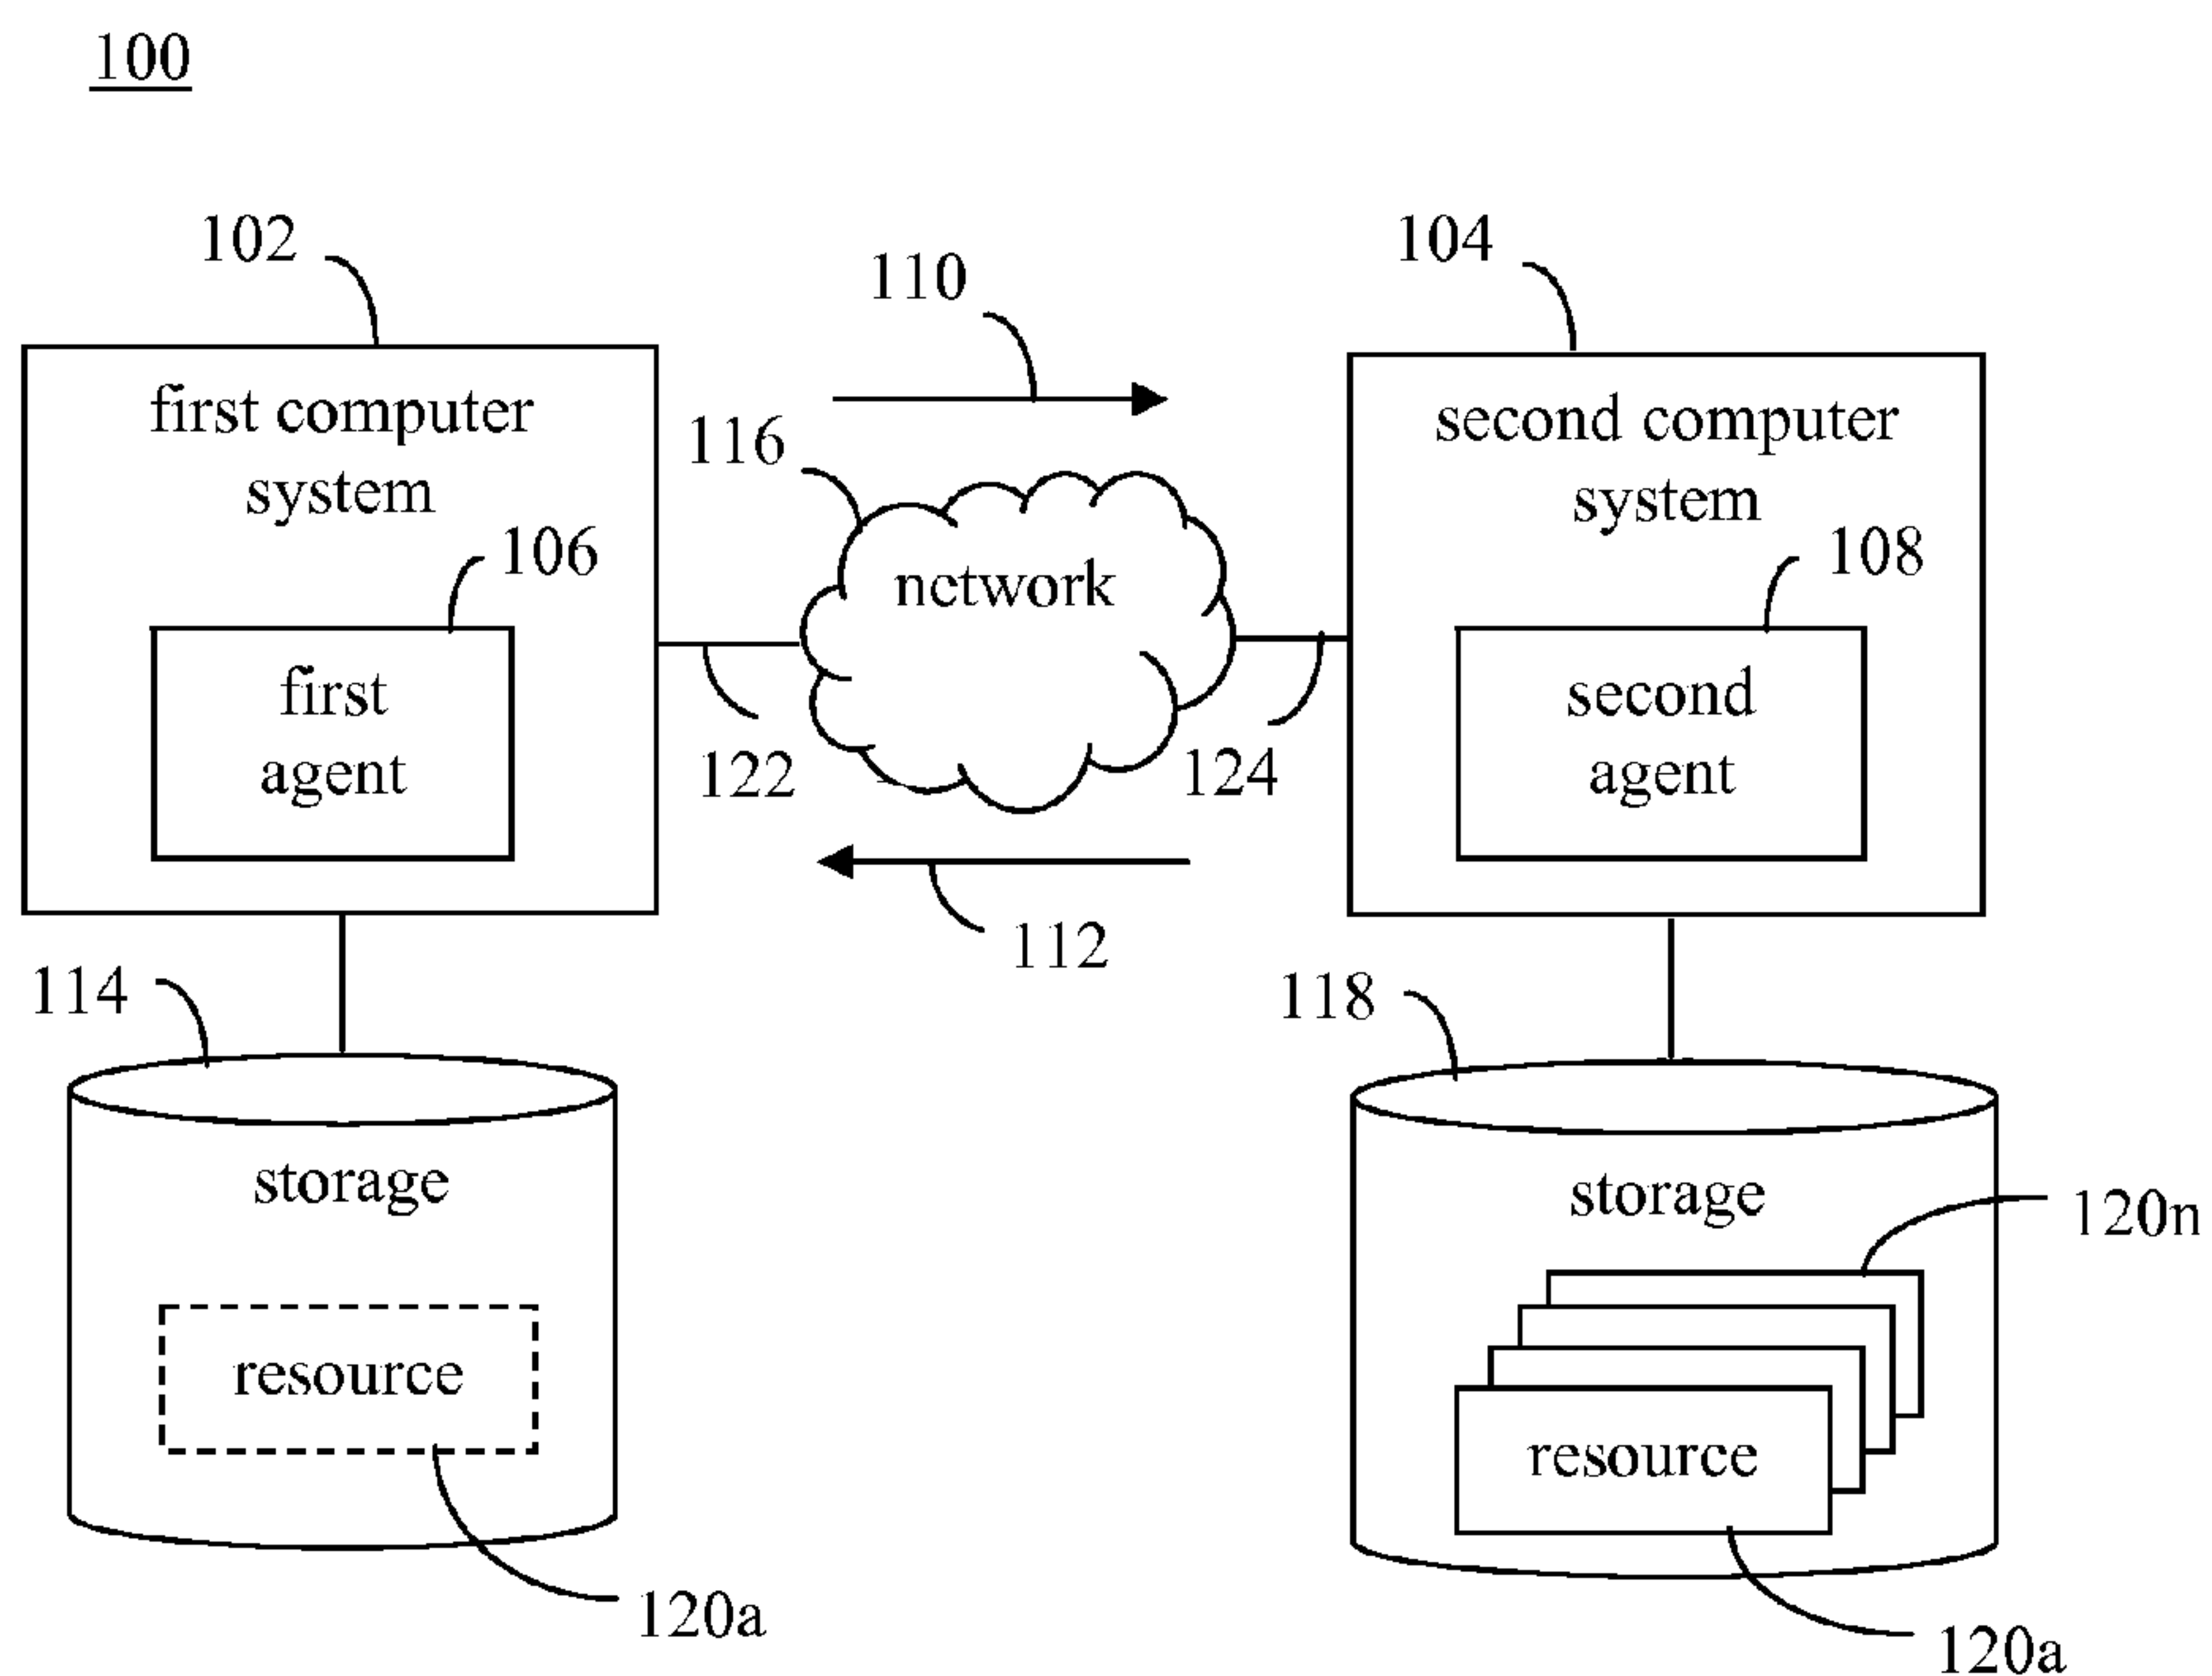 100
102
104
110
first computer
system
second computer
system
116
106
108
network
first
agent
second
agent
122
124
112
114
118
storage
storage
120n
resource
resource
120a
120a